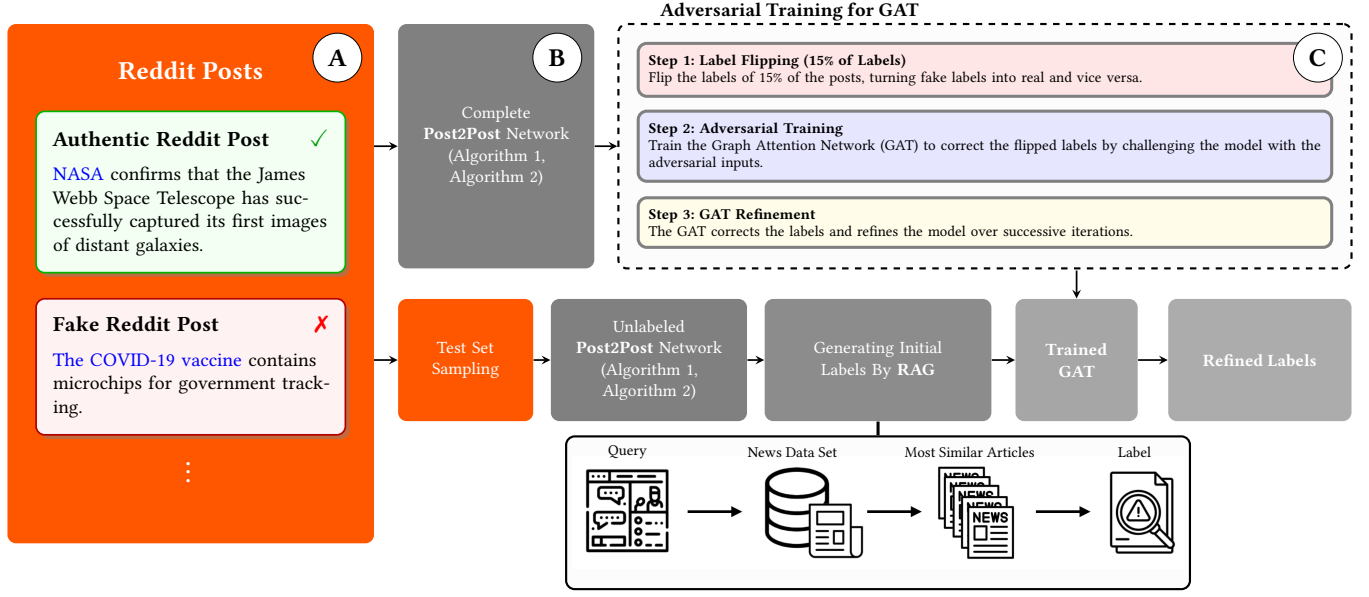 Adversarial Training for GAT
A
Reddit Posts
Authentic Reddit Post ✓
NASA confirms that the James
Webb Space Telescope has suc-
cessfully captured its first images
of distant galaxies.
Fake Reddit Post ✗
The COVID-19 vaccine contains
microchips for government track-
ing.
⋮
B
Complete
Post2Post Network
(Algorithm 1,
Algorithm 2)
C
Step 1: Label Flipping (15% of Labels)
Flip the labels of 15% of the posts, turning fake labels into real and vice versa.
Step 2: Adversarial Training
Train the Graph Attention Network (GAT) to correct the flipped labels by challenging the model with the
adversarial inputs.
Step 3: GAT Refinement
The GAT corrects the labels and refines the model over successive iterations.
Test Set
Sampling
Unlabeled
Post2Post Network
(Algorithm 1,
Algorithm 2)
Generating Initial
Labels By RAG
Trained
GAT
Refined Labels
Query
News Data Set
Most Similar Articles
Label
NEWS
NEWS
NEWS
NEWS
NEWS